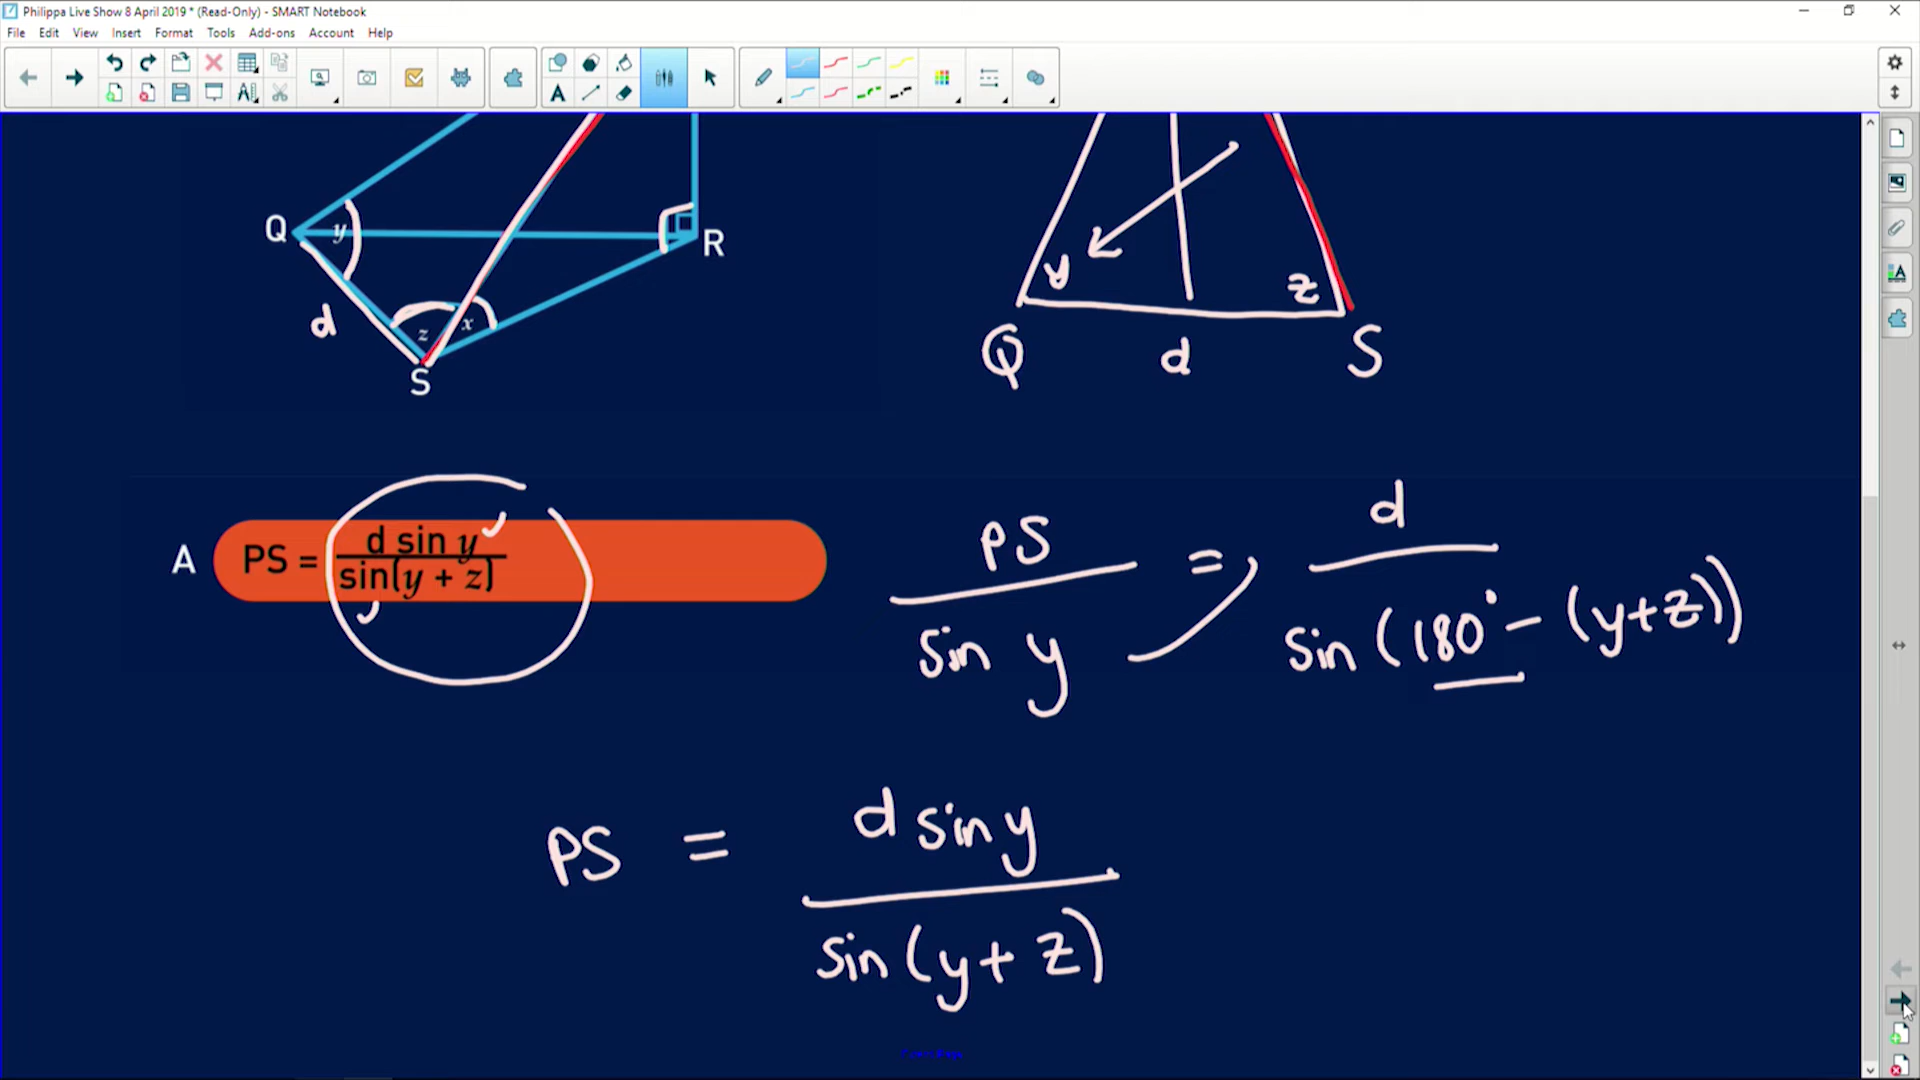 Philippa Live Show 8 April 2019 * (Read-Only) - SMART Notebook
File Edit View Insert Format Tools Add-ons Account Help
Q y R
d z x
S
y z
Q d S
A PS = d sin y / sin(y + z)
PS / sin y = d / sin (180° - (y+z))
PS = d sin y / sin (y + z)